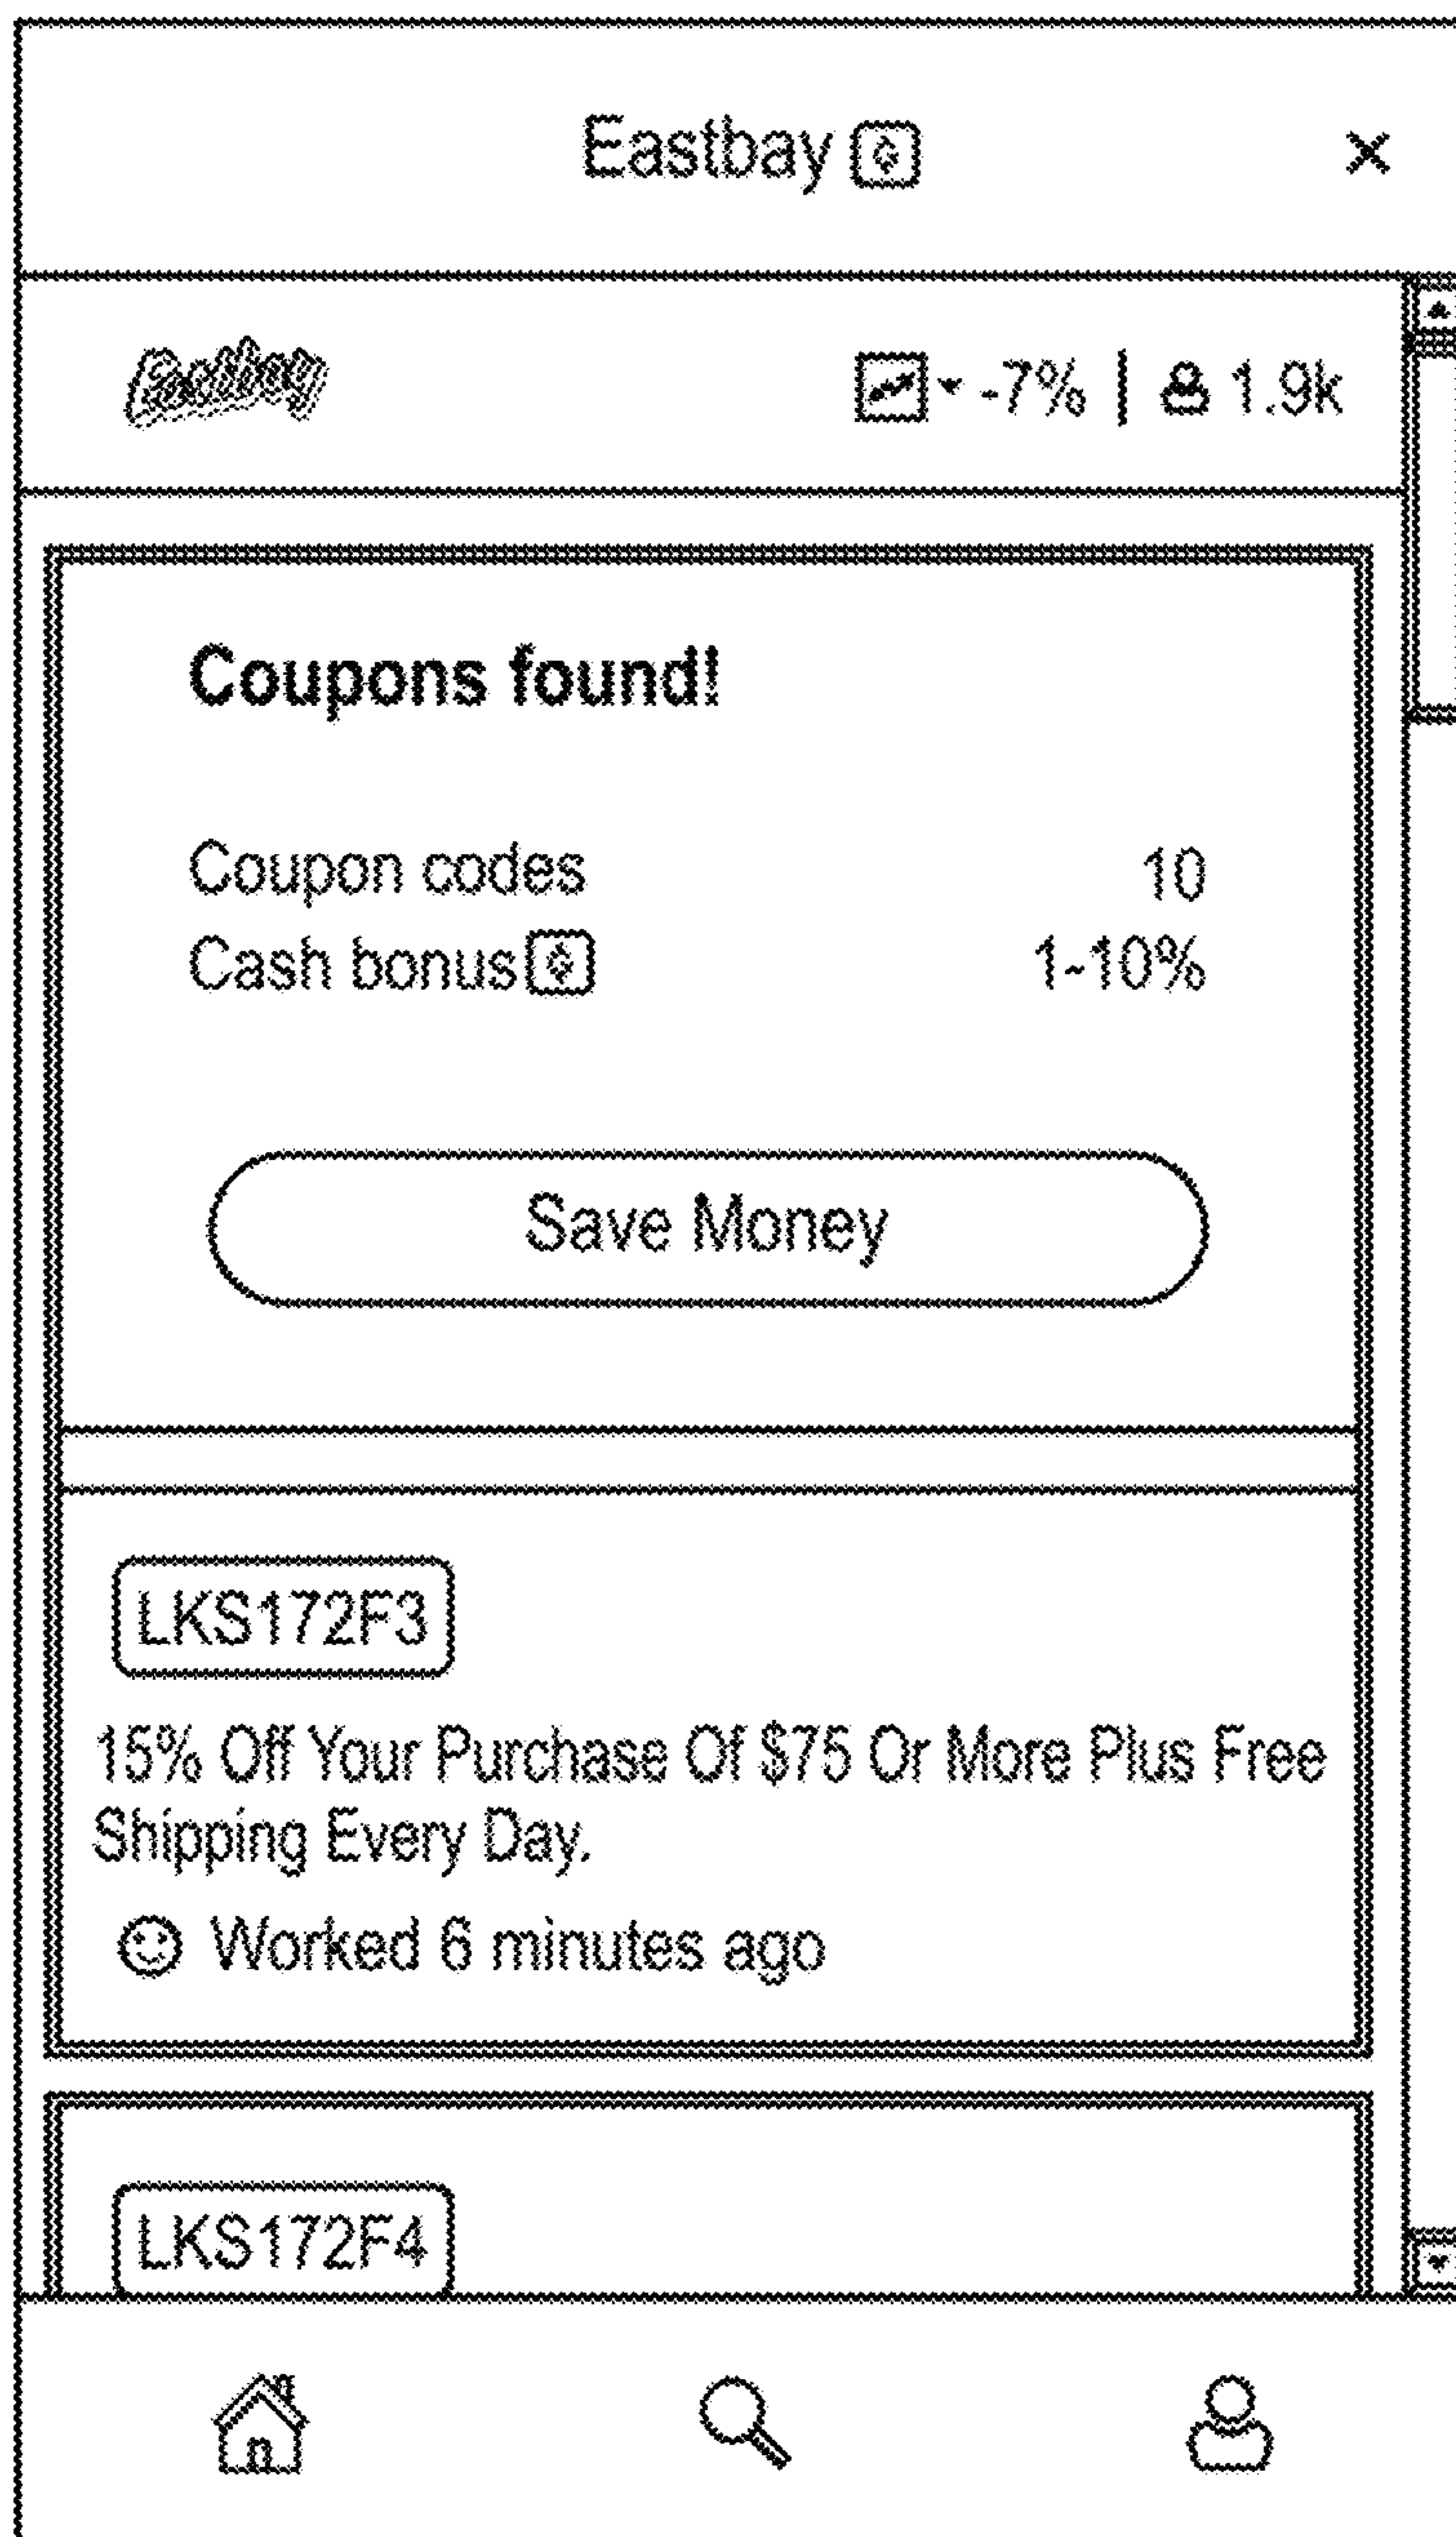 Eastbay
Eastbay
-7% | 1.9k
Coupons found!
Coupon codes 10
Cash bonus 1-10%
Save Money
LKS172F3
15% Off Your Purchase Of $75 Or More Plus Free
Shipping Every Day.
Worked 6 minutes ago
LKS172F4